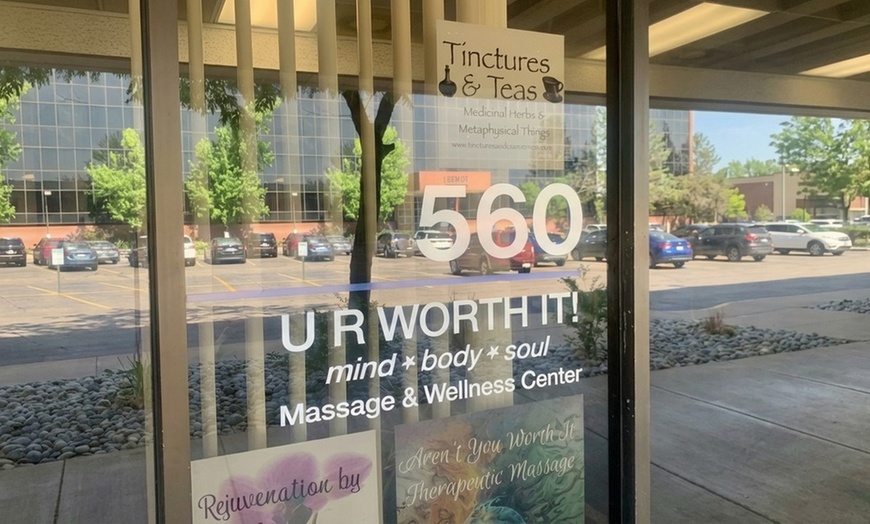 Tinctures
& Teas
Medicinal Herbs &
Metaphysical Things
560
U R WORTH IT!
mind * body * soul
Massage & Wellness Center
Rejuvenation by
Aren't You Worth It
Therapeutic Massage